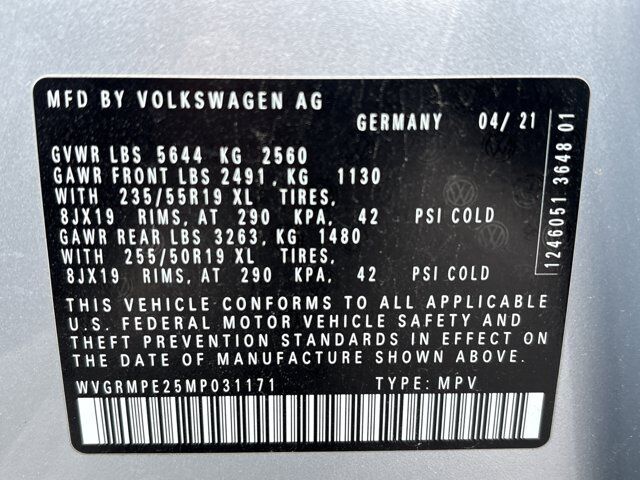 MFD BY VOLKSWAGEN AG
GERMANY 04/ 21
GVWR LBS 5644 KG 2560
GAWR FRONT LBS 2491, KG 1130
WITH 235/55R19 XL TIRES,
8JX19 RIMS, AT 290 KPA, 42 PSI COLD
GAWR REAR LBS 3263, KG 1480
WITH 255/50R19 XL TIRES,
8JX19 RIMS, AT 290 KPA, 42 PSI COLD
THIS VEHICLE CONFORMS TO ALL APPLICABLE
U.S. FEDERAL MOTOR VEHICLE SAFETY AND
THEFT PREVENTION STANDARDS IN EFFECT ON
THE DATE OF MANUFACTURE SHOWN ABOVE.
WVGRMPE25MP031171 TYPE: MPV
1246051 3648 01